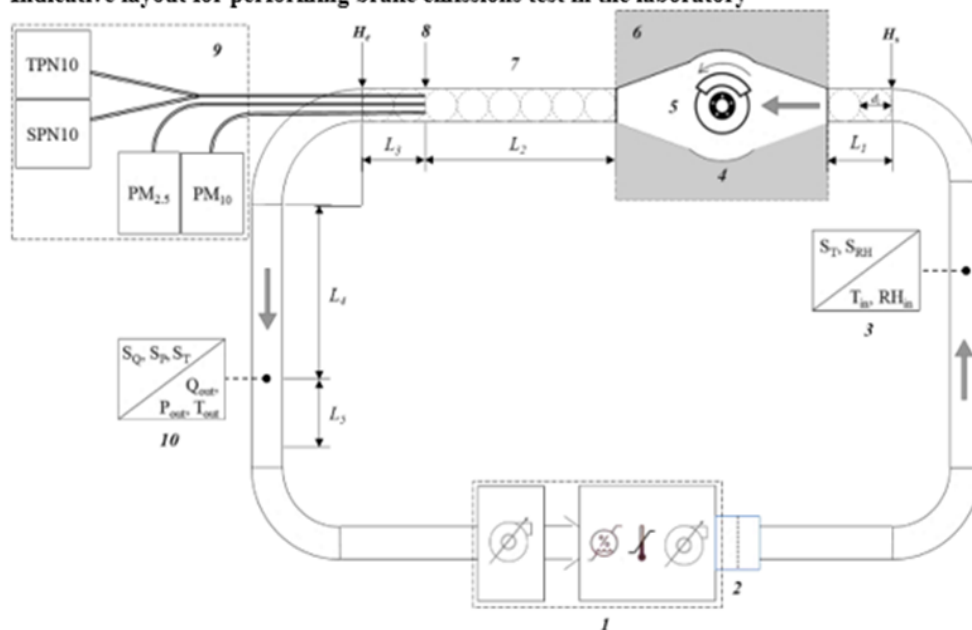 Indicative layout for performing brake emissions test in the laboratory
9
TPN10
SPN10
PM2.5
PM10
He
8
7
6
5
4
Hs
di
L3
L2
L1
L4
L5
ST, SRH
Tin, RHin
3
SQ, SP, ST
Qout,
Pout, Tout
10
%
2
1